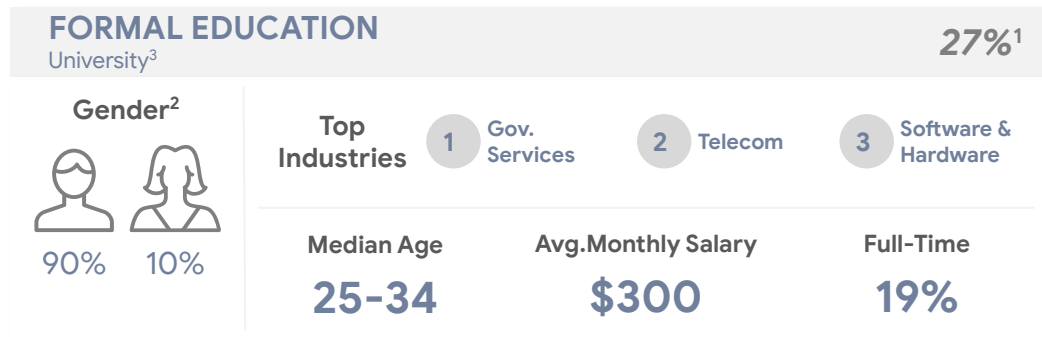 FORMAL EDUCATION
University³
27%¹
Gender²
90%
10%
Top
Industries
1
Gov.
Services
2
Telecom
3
Software &
Hardware
Median Age
25-34
Avg.Monthly Salary
$300
Full-Time
19%